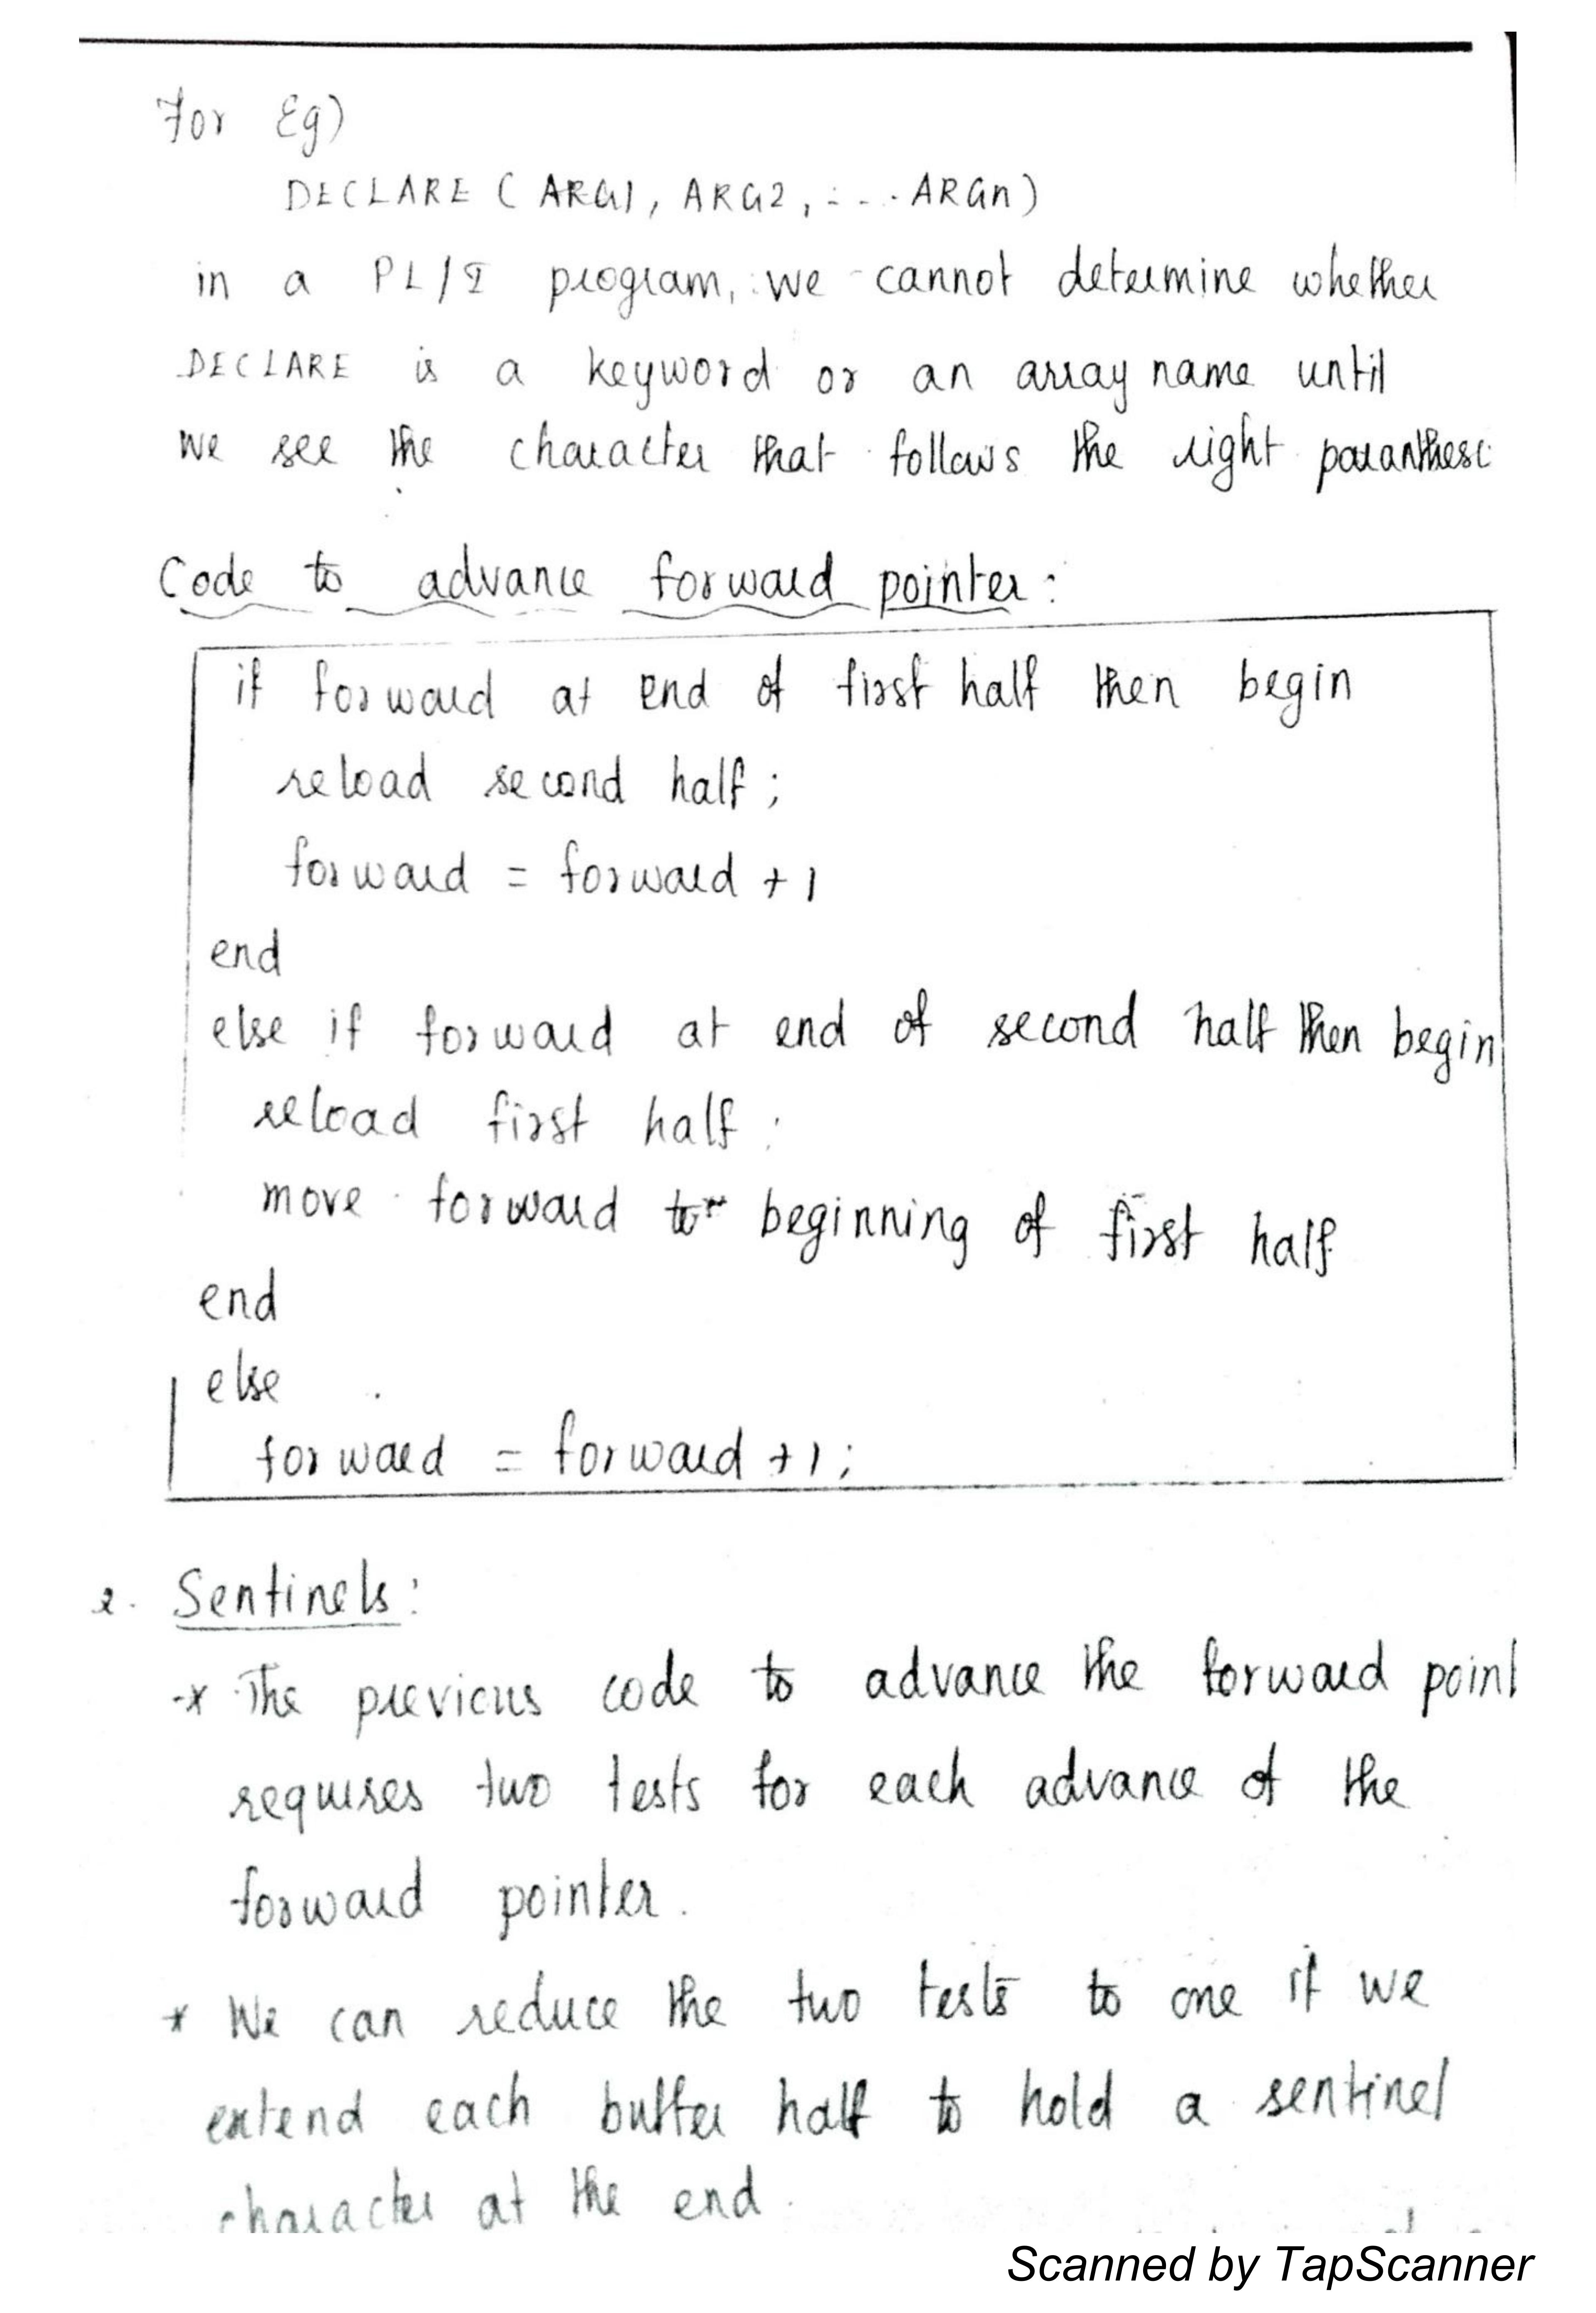 For Eg)
DECLARE ( ARG1, ARG2, ... ARGn)
in a PL/I program, we cannot determine whether
DECLARE is a keyword or an array name until
we see the character that follows the right paranthesi
Code to advance forward pointer:
if forward at end of first half then begin
reload second half ;
forward = forward + 1
end
else if forward at end of second half then begin
reload first half ;
move forward to beginning of first half
end
else
forward = forward + 1;
2. Sentinels:
* The previous code to advance the forward point
requires two tests for each advance of the
forward pointer.
* We can reduce the two tests to one if we
extend each buffer half to hold a sentinel
character at the end.
Scanned by TapScanner